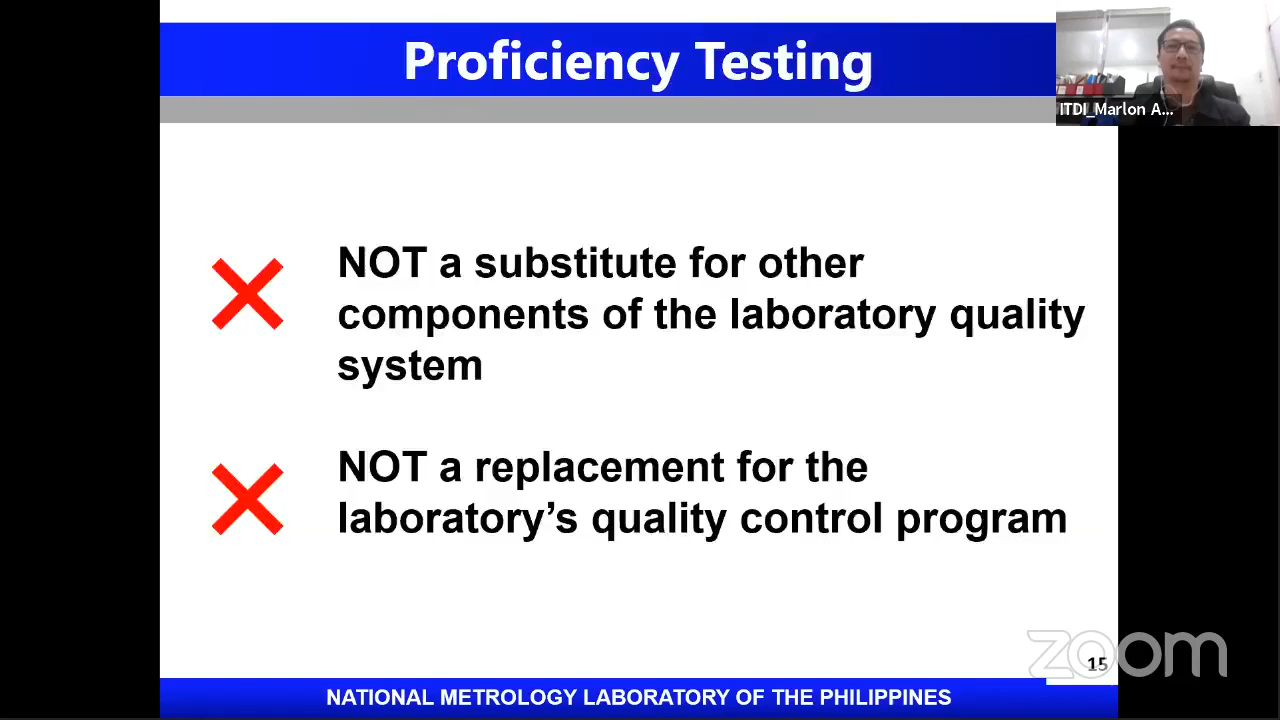 Proficiency Testing
ITDI_Marlon A...
NOT a substitute for other
components of the laboratory quality
system
NOT a replacement for the
laboratory’s quality control program
zoom
15
NATIONAL METROLOGY LABORATORY OF THE PHILIPPINES